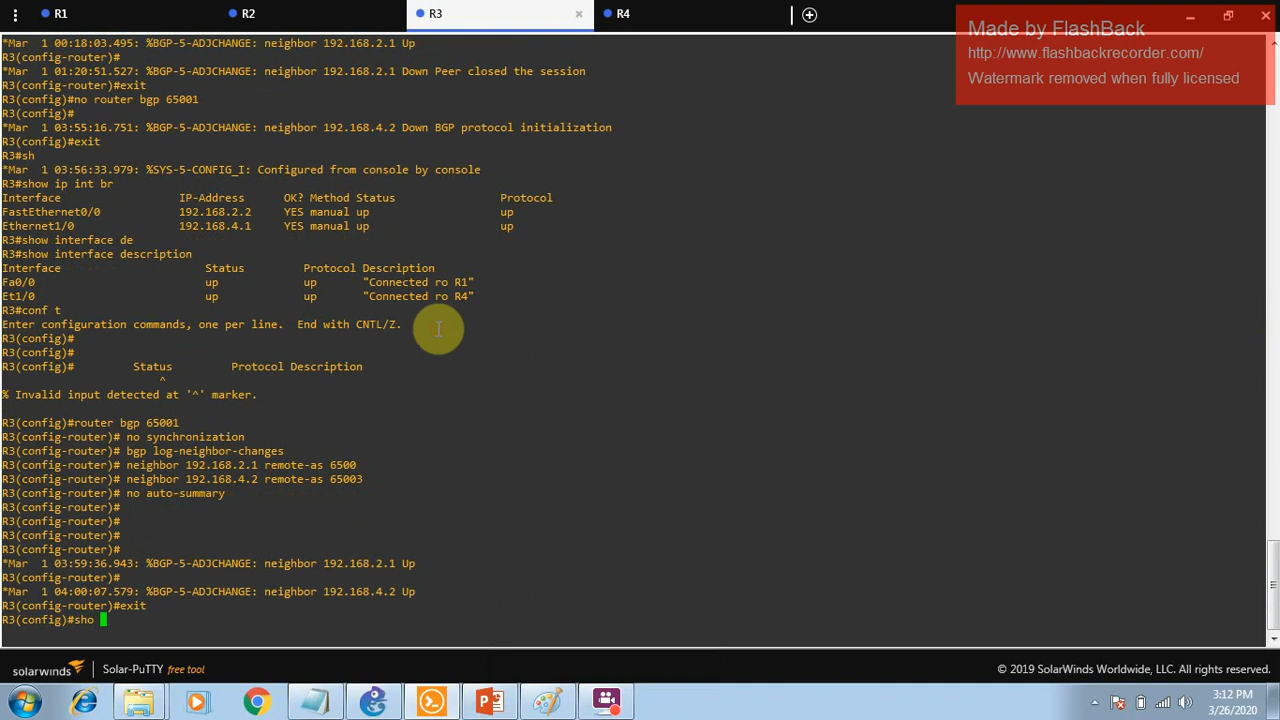 R1
R2
R3
R4
Made by FlashBack
http://www.flashbackrecorder.com/
Watermark removed when fully licensed
*Mar  1 00:18:03.495: %BGP-5-ADJCHANGE: neighbor 192.168.2.1 Up
R3(config-router)#
*Mar  1 01:20:51.527: %BGP-5-ADJCHANGE: neighbor 192.168.2.1 Down Peer closed the session
R3(config-router)#exit
R3(config)#no router bgp 65001
R3(config)#
*Mar  1 03:55:16.751: %BGP-5-ADJCHANGE: neighbor 192.168.4.2 Down BGP protocol initialization
R3(config)#exit
R3#sh
*Mar  1 03:56:33.979: %SYS-5-CONFIG_I: Configured from console by console
R3#show ip int br
Interface                  IP-Address      OK? Method Status                Protocol
FastEthernet0/0            192.168.2.2     YES manual up                    up
Ethernet1/0                192.168.4.1     YES manual up                    up
R3#show interface de
R3#show interface description
Interface                      Status         Protocol Description
Fa0/0                          up             up       "Connected ro R1"
Et1/0                          up             up       "Connected ro R4"
R3#conf t
Enter configuration commands, one per line.  End with CNTL/Z.
R3(config)#
R3(config)#
R3(config)#         Status         Protocol Description
^
% Invalid input detected at '^' marker.
R3(config)#router bgp 65001
R3(config-router)# no synchronization
R3(config-router)# bgp log-neighbor-changes
R3(config-router)# neighbor 192.168.2.1 remote-as 6500
R3(config-router)# neighbor 192.168.4.2 remote-as 65003
R3(config-router)# no auto-summary
R3(config-router)#
R3(config-router)#
R3(config-router)#
R3(config-router)#
*Mar  1 03:59:36.943: %BGP-5-ADJCHANGE: neighbor 192.168.2.1 Up
R3(config-router)#
*Mar  1 04:00:07.579: %BGP-5-ADJCHANGE: neighbor 192.168.4.2 Up
R3(config-router)#exit
R3(config)#sho
solarwinds
Solar-PuTTY free tool
© 2019 SolarWinds Worldwide, LLC. All rights reserved.
3:12 PM
3/26/2020